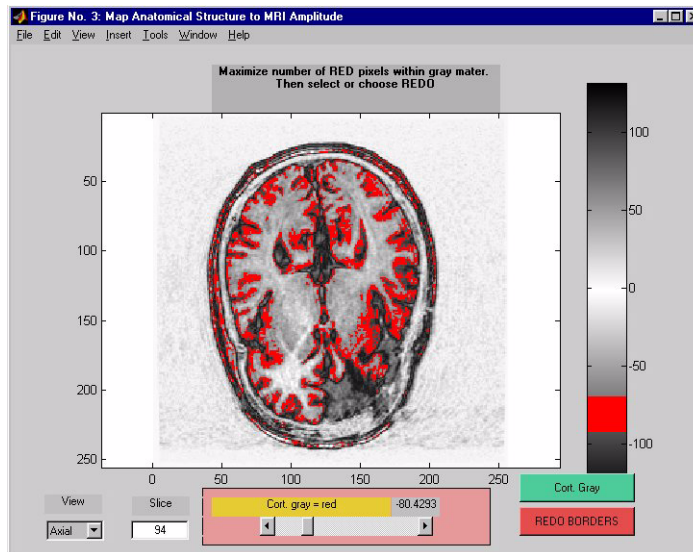 Figure No. 3: Map Anatomical Structure to MRI Amplitude
File Edit View Insert Tools Window Help
Maximize number of RED pixels within gray mater.
Then select or choose REDO
50
100
150
200
250
0 50 100 150 200 250
100
50
0
-50
-100
View
Axial
Slice
94
Cort. gray = red -80.4293
Cort. Gray
REDO BORDERS